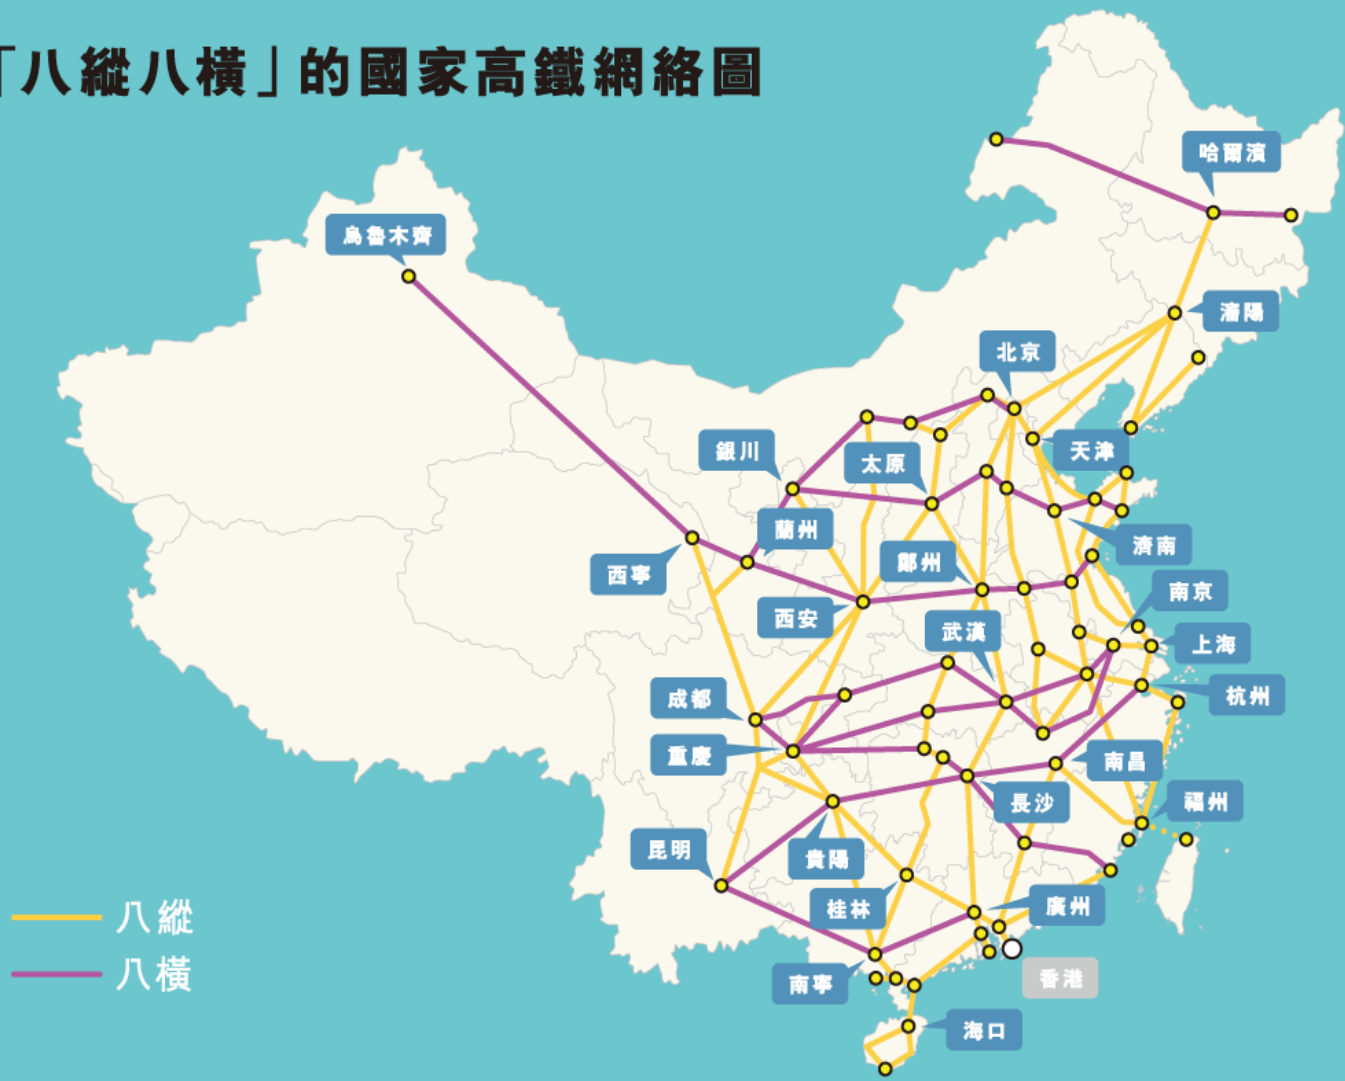 「八縱八橫」的國家高鐵網絡圖
哈爾濱
烏魯木齊
瀋陽
北京
銀川
太原
天津
蘭州
濟南
鄭州
西寧
南京
西安
武漢
上海
成都
杭州
重慶
南昌
長沙
福州
昆明
貴陽
桂林
廣州
八縱
八橫
南寧
香港
海口